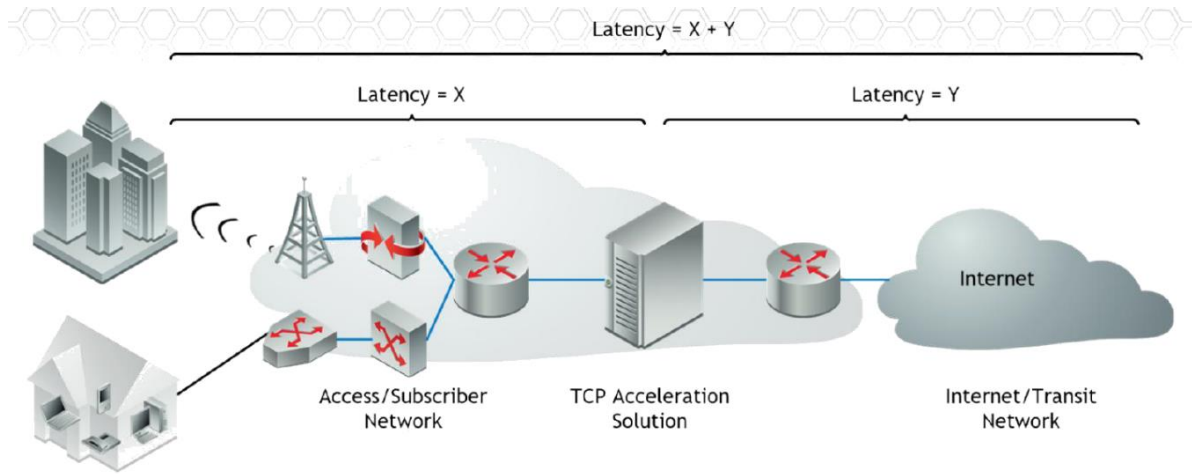 Latency = X + Y
Latency = X
Latency = Y
Internet
Access/Subscriber
Network
TCP Acceleration
Solution
Internet/Transit
Network